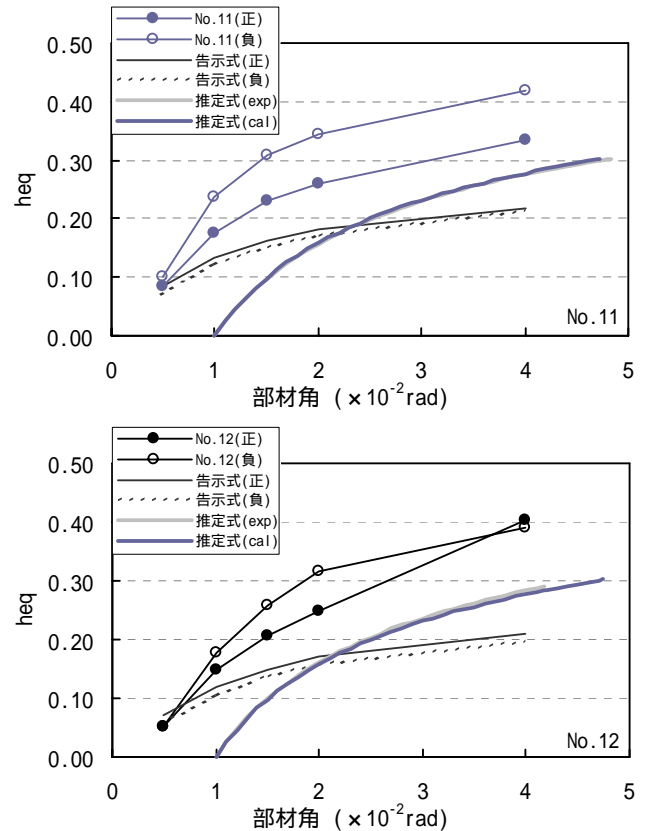 No.11(正)
No.11(負)
告示式(正)
告示式(負)
推定式(exp)
推定式(cal)
0.50
0.40
0.30
0.20
0.10
0.00
heq
No.11
0 1 2 3 4 5
部材角 (×10⁻²rad)
No.12(正)
No.12(負)
告示式(正)
告示式(負)
推定式(exp)
推定式(cal)
0.50
0.40
0.30
0.20
0.10
0.00
heq
No.12
0 1 2 3 4 5
部材角 (×10⁻²rad)